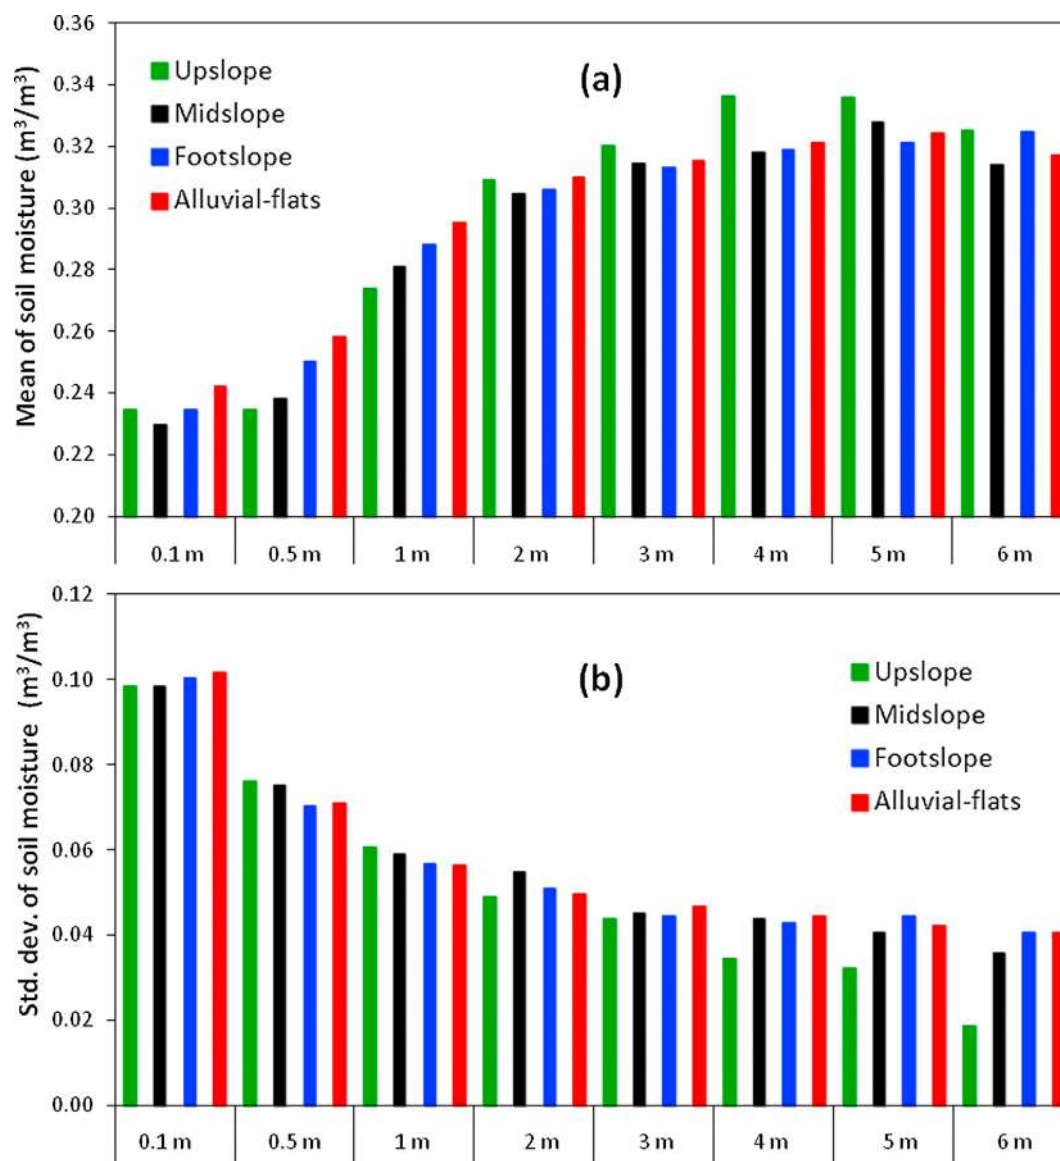 0.36
0.34
0.32
0.30
0.28
0.26
0.24
0.22
0.20
Mean of soil moisture (m³/m³)
Upslope
Midslope
Footslope
Alluvial-flats
(a)
0.1 m 0.5 m 1 m 2 m 3 m 4 m 5 m 6 m
0.12
0.10
0.08
0.06
0.04
0.02
0.00
Std. dev. of soil moisture (m³/m³)
(b)
Upslope
Midslope
Footslope
Alluvial-flats
0.1 m 0.5 m 1 m 2 m 3 m 4 m 5 m 6 m